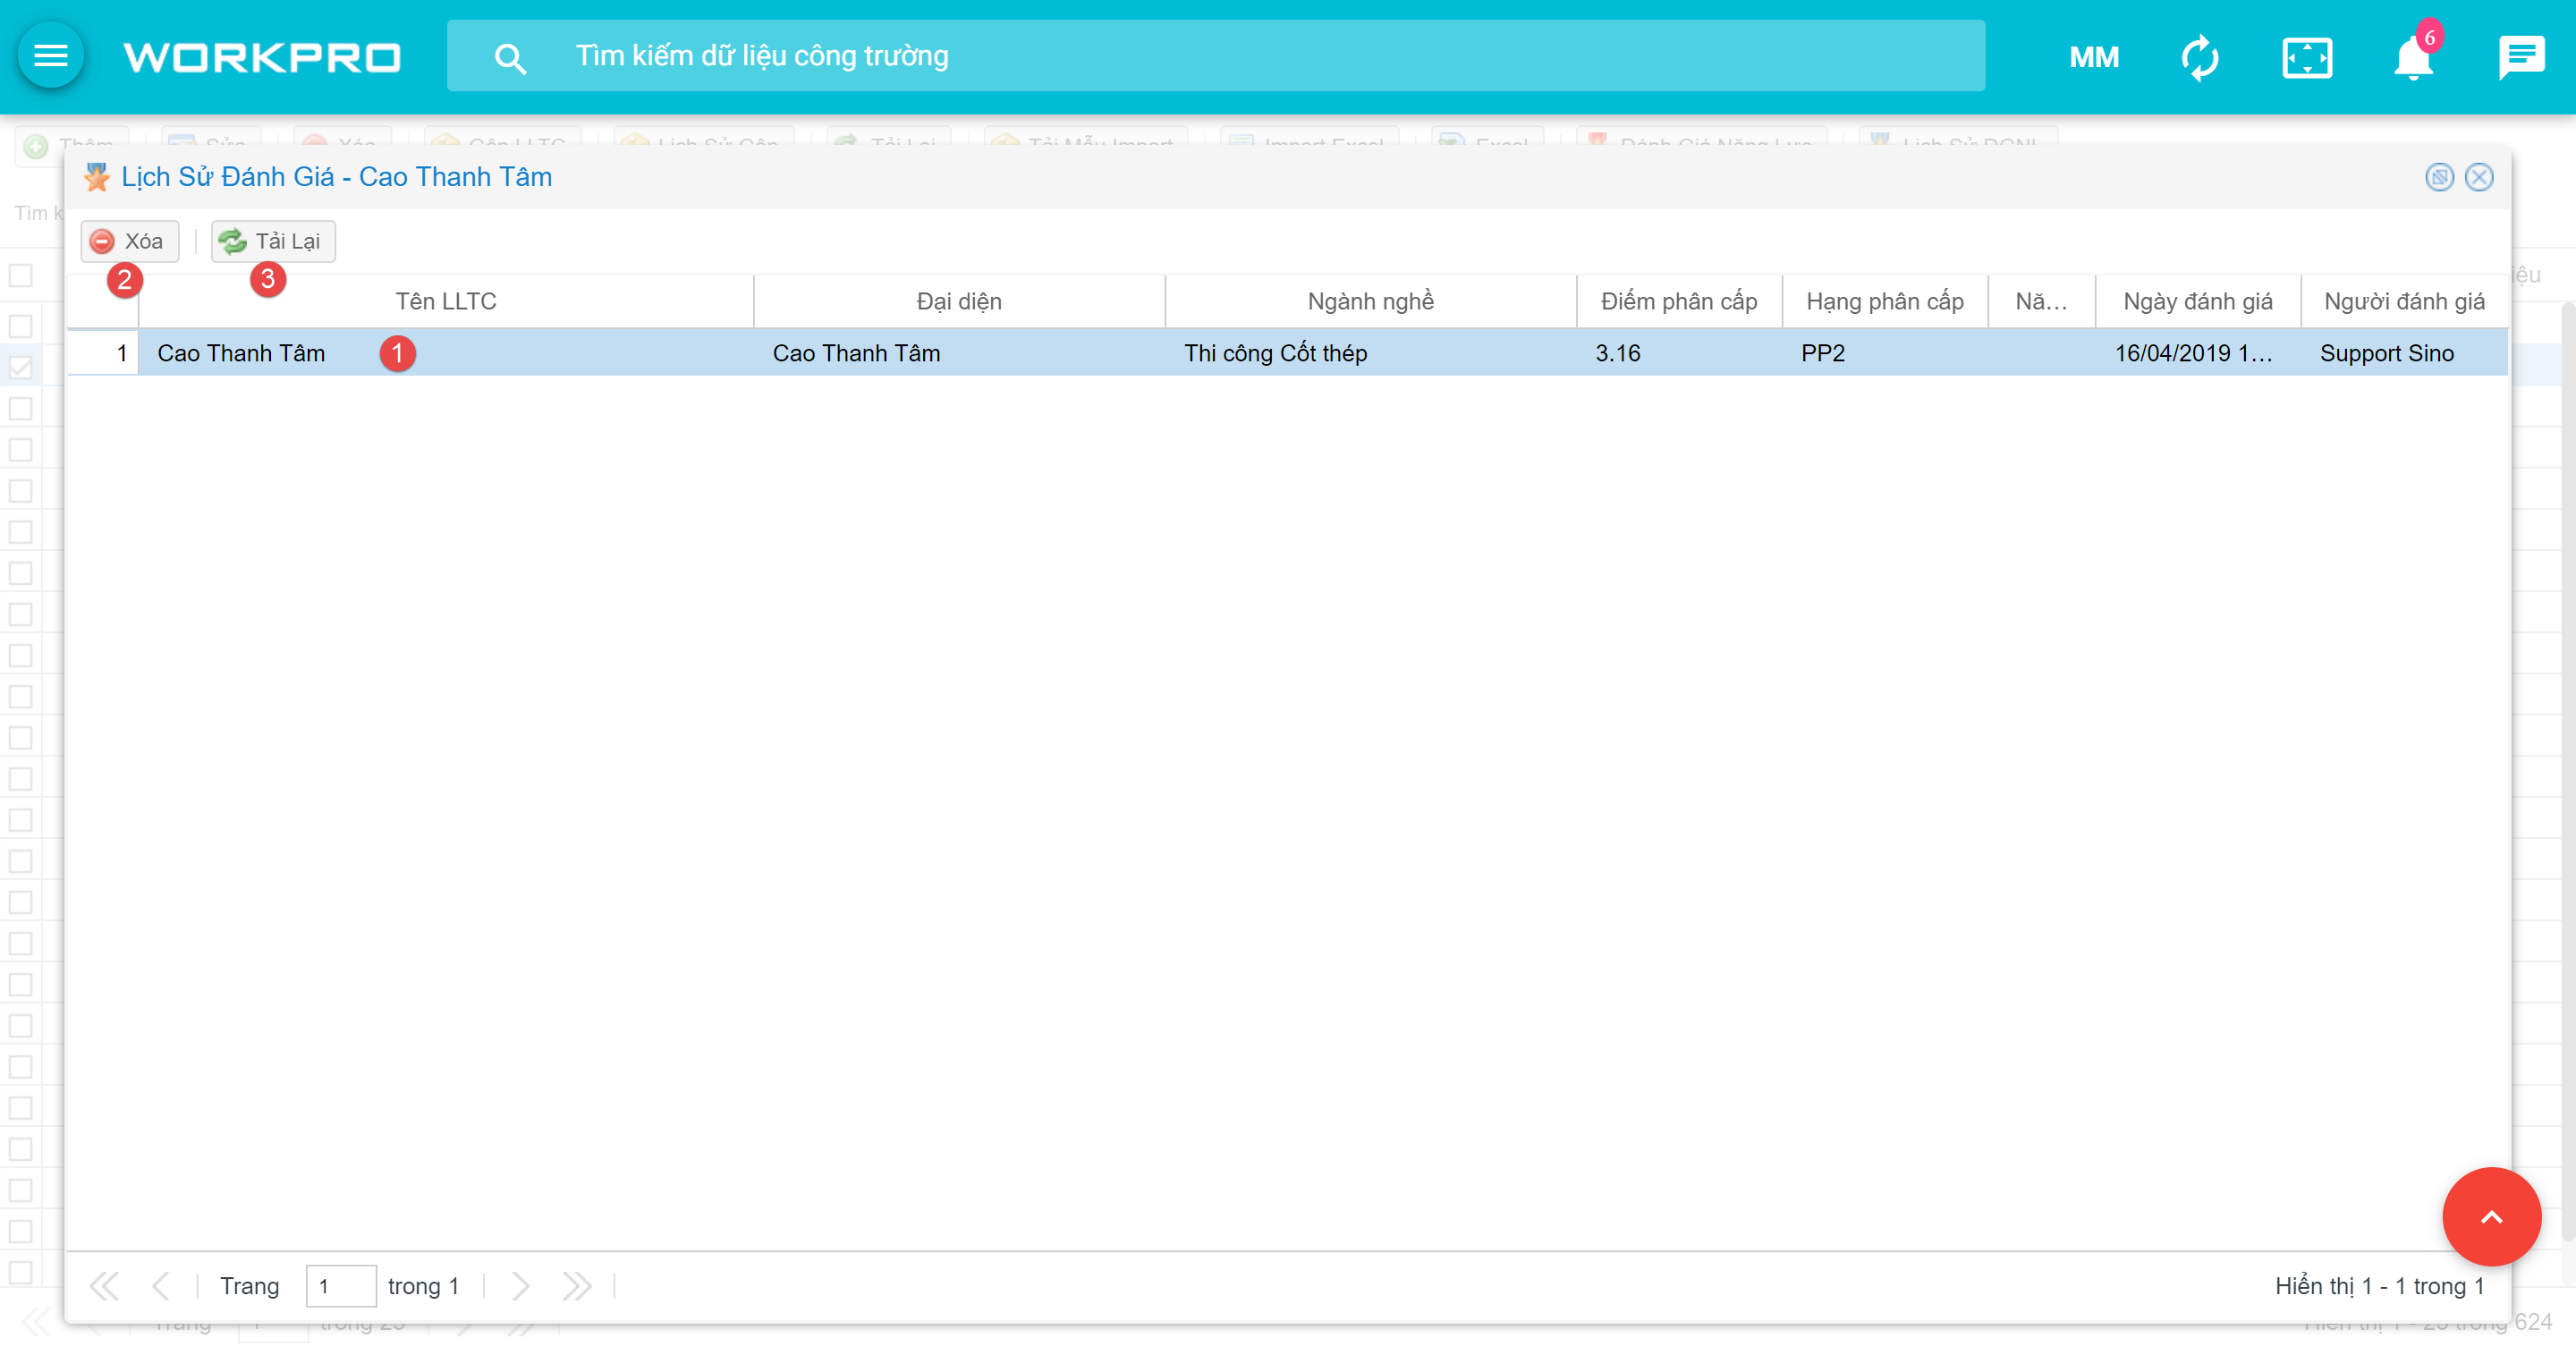 WORKPRO
Tìm kiếm dữ liệu công trường
MM
6
Lịch Sử Đánh Giá - Cao Thanh Tâm
Tìm k
Xóa
Tải Lại
2
3
iệu
Tên LLTC
Đại diện
Ngành nghề
Điểm phân cấp
Hạng phân cấp
Nă...
Ngày đánh giá
Người đánh giá
1
Cao Thanh Tâm
1
Cao Thanh Tâm
Thi công Cốt thép
3.16
PP2
16/04/2019 1...
Support Sino
Trang
1
trong 1
Hiển thị 1 - 1 trong 1
624